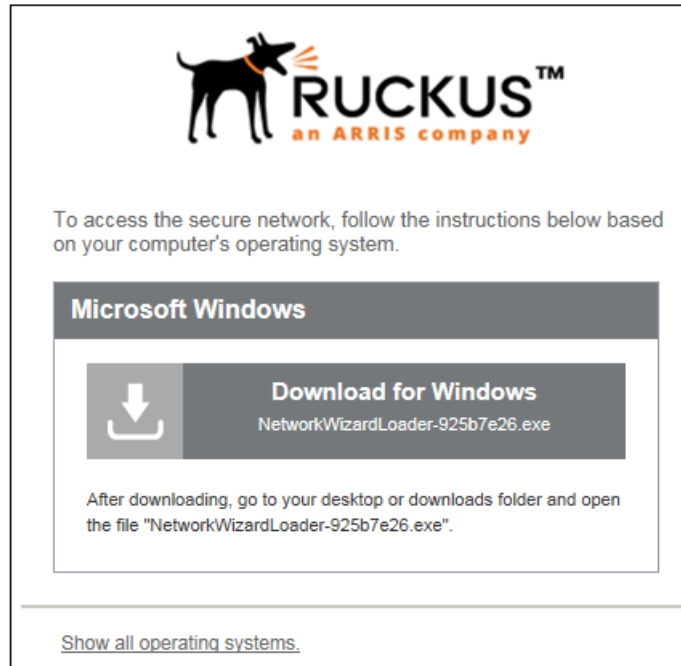 RUCKUS™
an ARRIS company
To access the secure network, follow the instructions below based
on your computer's operating system.
Microsoft Windows
Download for Windows
NetworkWizardLoader-925b7e26.exe
After downloading, go to your desktop or downloads folder and open
the file "NetworkWizardLoader-925b7e26.exe".
Show all operating systems.